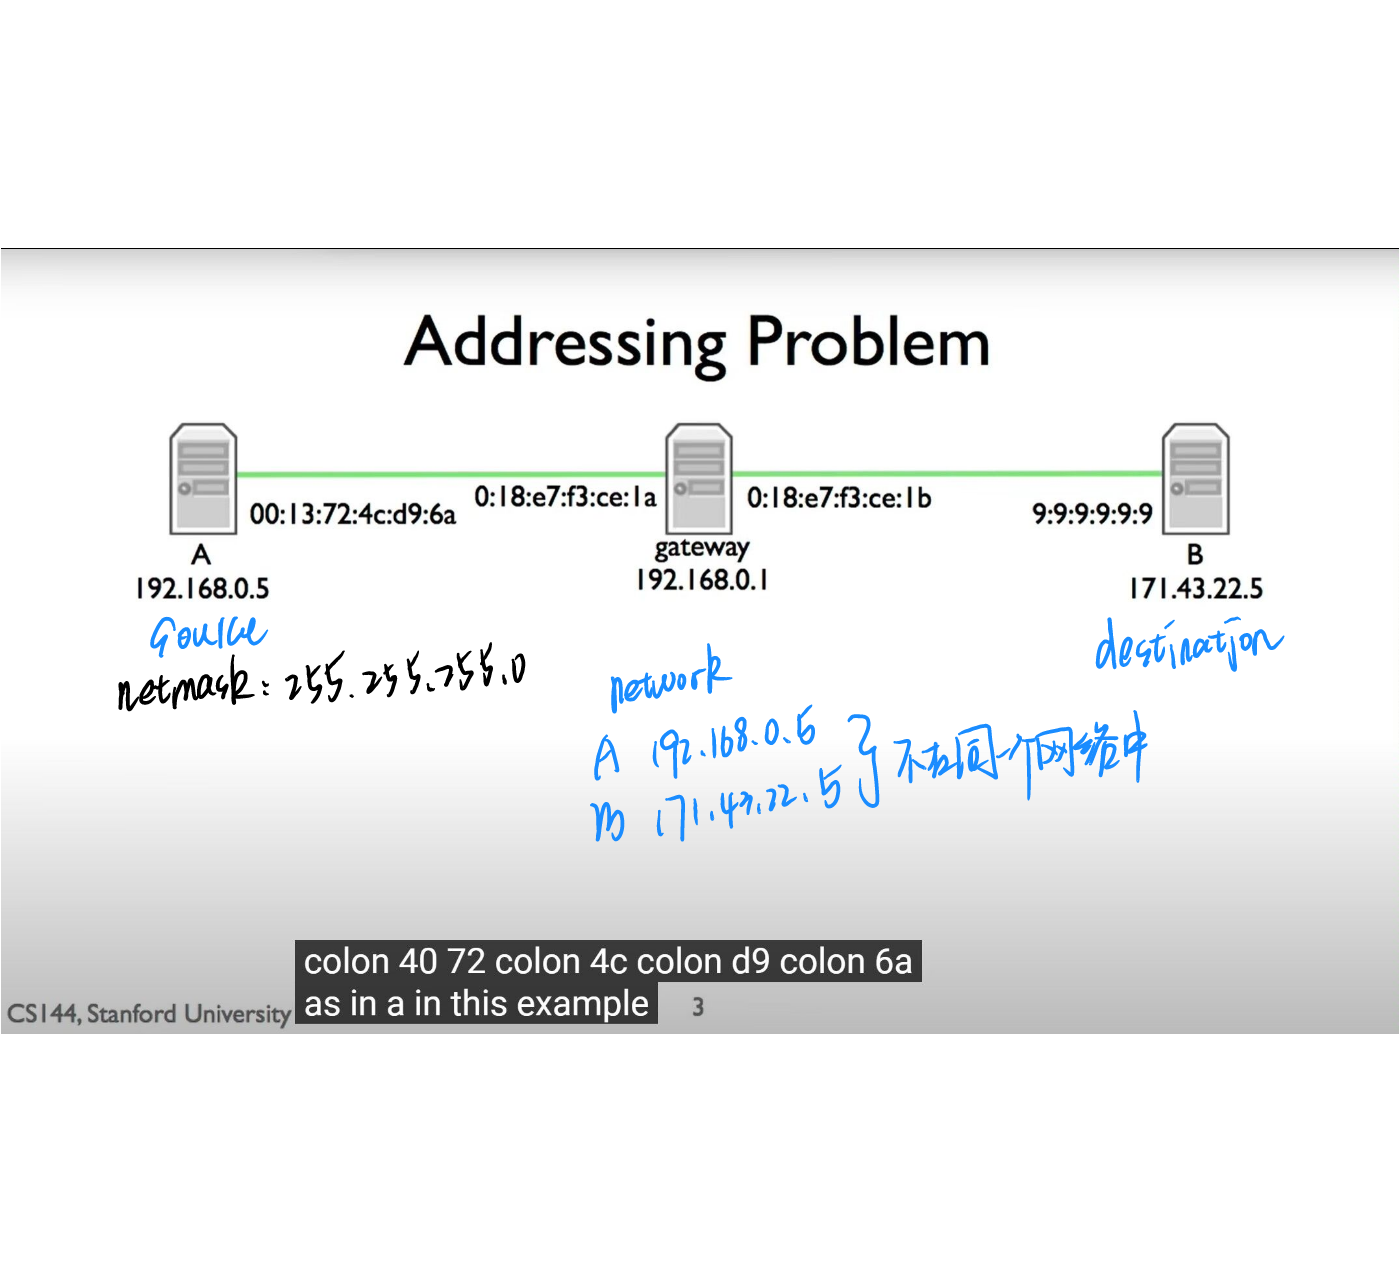 Addressing Problem
00:13:72:4c:d9:6a
0:18:e7:f3:ce:1a
0:18:e7:f3:ce:1b
9:9:9:9:9:9
A
gateway
B
192.168.0.5
192.168.0.1
171.43.22.5
source
destination
netmask: 255.255.255.0
network
A 192.168.0.5
B 171.43.22.5
不在同一个网络中
colon 40 72 colon 4c colon d9 colon 6a
as in a in this example
CS144, Stanford University
3